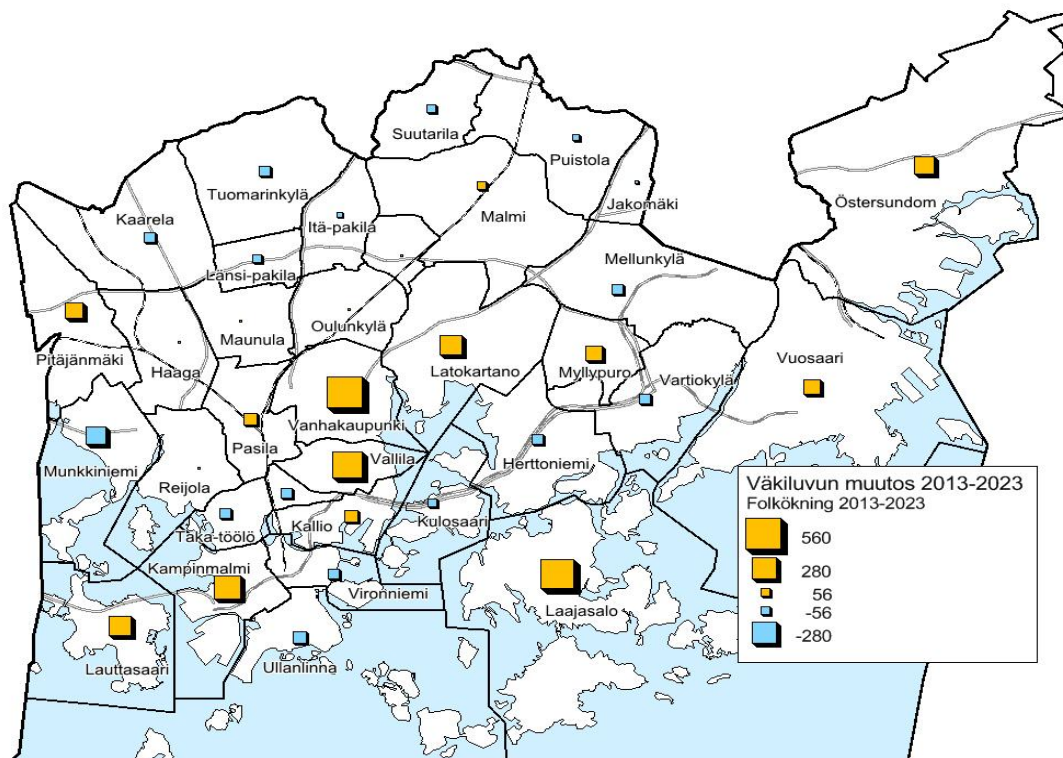 Suutarila
Puistola
Tuomarinkylä
Östersundom
Kaarela
Itä-pakila
Malmi
Jakomäki
Länsi-pakila
Mellunkylä
Maunula
Oulunkylä
Pitäjänmäki
Haaga
Latokartano
Myllypuro
Vartiokylä
Vuosaari
Vanhakaupunki
Pasila
Vallila
Munkkiniemi
Reijola
Herttoniemi
Kallio
Kulosaari
Taka-töölö
Kampinmalmi
Vironniemi
Laajasalo
Lauttasaari
Ullanlinna
Väkiluvun muutos 2013-2023
Folkökning 2013-2023
560
280
56
-56
-280